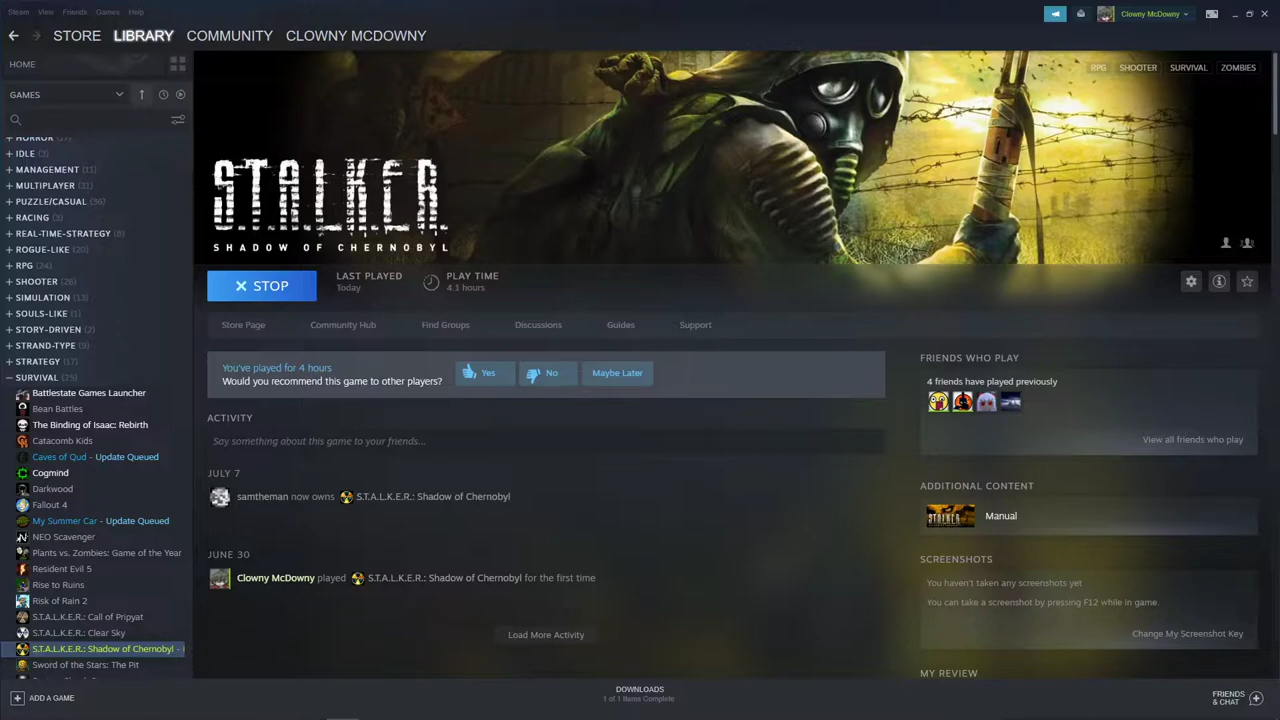 Steam View Friends Games Help
Clowny McDowny
STORE LIBRARY COMMUNITY CLOWNY MCDOWNY
HOME
GAMES
HORROR
IDLE (3)
MANAGEMENT (11)
MULTIPLAYER (31)
PUZZLE/CASUAL (36)
RACING (3)
REAL-TIME-STRATEGY (8)
ROGUE-LIKE (20)
RPG (24)
SHOOTER (26)
SIMULATION (13)
SOULS-LIKE (1)
STORY-DRIVEN (2)
STRAND-TYPE (9)
STRATEGY (17)
SURVIVAL (25)
Battlestate Games Launcher
Bean Battles
The Binding of Isaac: Rebirth
Catacomb Kids
Caves of Qud - Update Queued
Cogmind
Darkwood
Fallout 4
My Summer Car - Update Queued
NEO Scavenger
Plants vs. Zombies: Game of the Year
Resident Evil 5
Rise to Ruins
Risk of Rain 2
S.T.A.L.K.E.R.: Call of Pripyat
S.T.A.L.K.E.R.: Clear Sky
S.T.A.L.K.E.R.: Shadow of Chernobyl -
Sword of the Stars: The Pit
ADD A GAME
RPG SHOOTER SURVIVAL ZOMBIES
S.T.A.L.K.E.R.
SHADOW OF CHERNOBYL
STOP
LAST PLAYED
Today
PLAY TIME
4.1 hours
Store Page Community Hub Find Groups Discussions Guides Support
You've played for 4 hours
Would you recommend this game to other players?
Yes No Maybe Later
ACTIVITY
Say something about this game to your friends...
JULY 7
samtheman now owns S.T.A.L.K.E.R.: Shadow of Chernobyl
JUNE 30
Clowny McDowny played S.T.A.L.K.E.R.: Shadow of Chernobyl for the first time
Load More Activity
FRIENDS WHO PLAY
4 friends have played previously
View all friends who play
ADDITIONAL CONTENT
Manual
SCREENSHOTS
You haven't taken any screenshots yet
You can take a screenshot by pressing F12 while in game.
Change My Screenshot Key
MY REVIEW
DOWNLOADS
1 of 1 Items Complete
FRIENDS
& CHAT